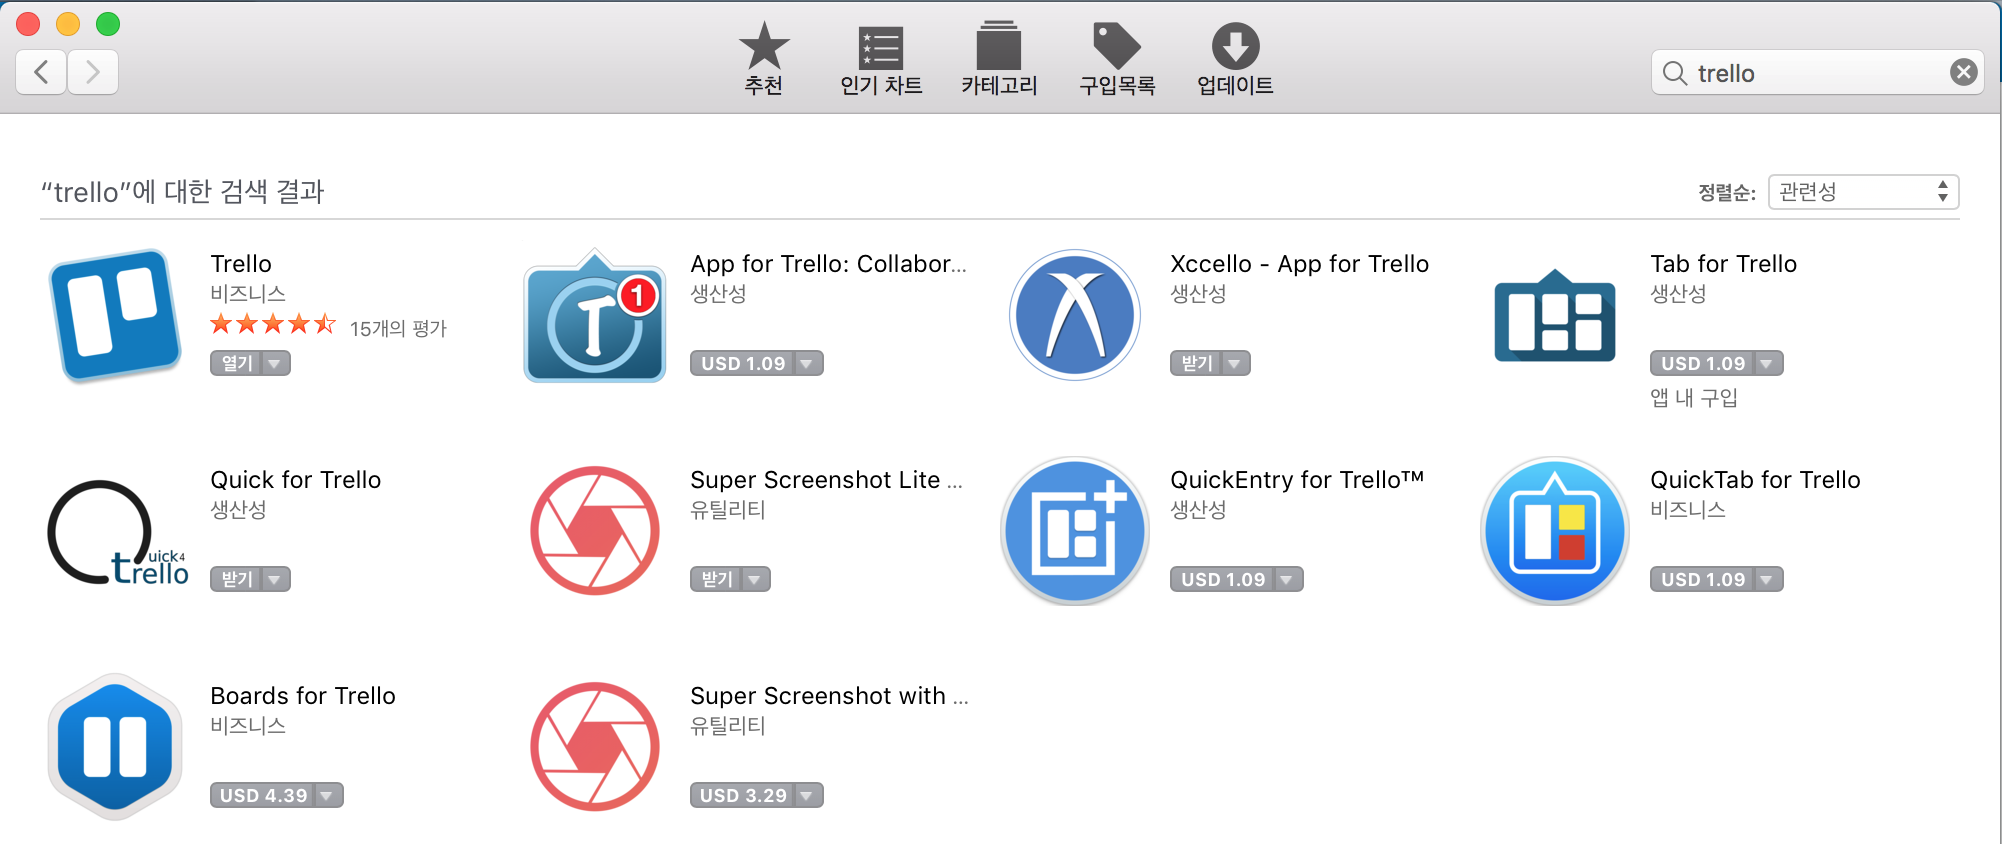 추천
인기 차트
카테고리
구입목록
업데이트
trello
“trello”에 대한 검색 결과
정렬순: 관련성
Trello
비즈니스
15개의 평가
열기
1
App for Trello: Collabor...
생산성
USD 1.09
Xccello - App for Trello
생산성
받기
Tab for Trello
생산성
USD 1.09
앱 내 구입
uick4
trello
Quick for Trello
생산성
받기
Super Screenshot Lite ...
유틸리티
받기
QuickEntry for Trello™
생산성
USD 1.09
QuickTab for Trello
비즈니스
USD 1.09
Boards for Trello
비즈니스
USD 4.39
Super Screenshot with ...
유틸리티
USD 3.29